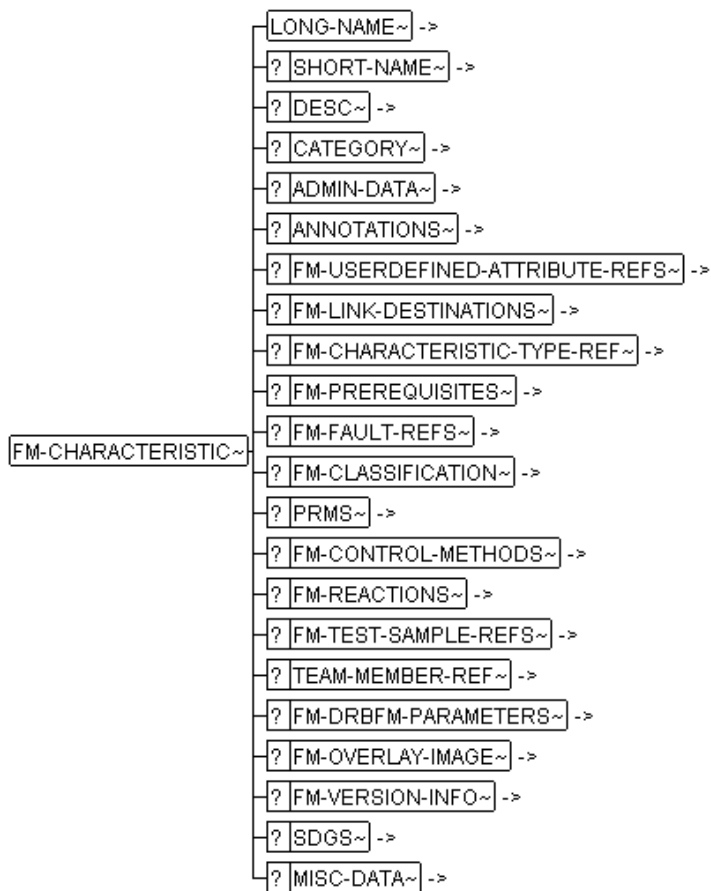 LONG-NAME~ ->
? SHORT-NAME~ ->
? DESC~ ->
? CATEGORY~ ->
? ADMIN-DATA~ ->
? ANNOTATIONS~ ->
? FM-USERDEFINED-ATTRIBUTE-REFS~ ->
? FM-LINK-DESTINATIONS~ ->
? FM-CHARACTERISTIC-TYPE-REF~ ->
? FM-PREREQUISITES~ ->
? FM-FAULT-REFS~ ->
FM-CHARACTERISTIC~
? FM-CLASSIFICATION~ ->
? PRMS~ ->
? FM-CONTROL-METHODS~ ->
? FM-REACTIONS~ ->
? FM-TEST-SAMPLE-REFS~ ->
? TEAM-MEMBER-REF~ ->
? FM-DRBFM-PARAMETERS~ ->
? FM-OVERLAY-IMAGE~ ->
? FM-VERSION-INFO~ ->
? SDGS~ ->
? MISC-DATA~ ->